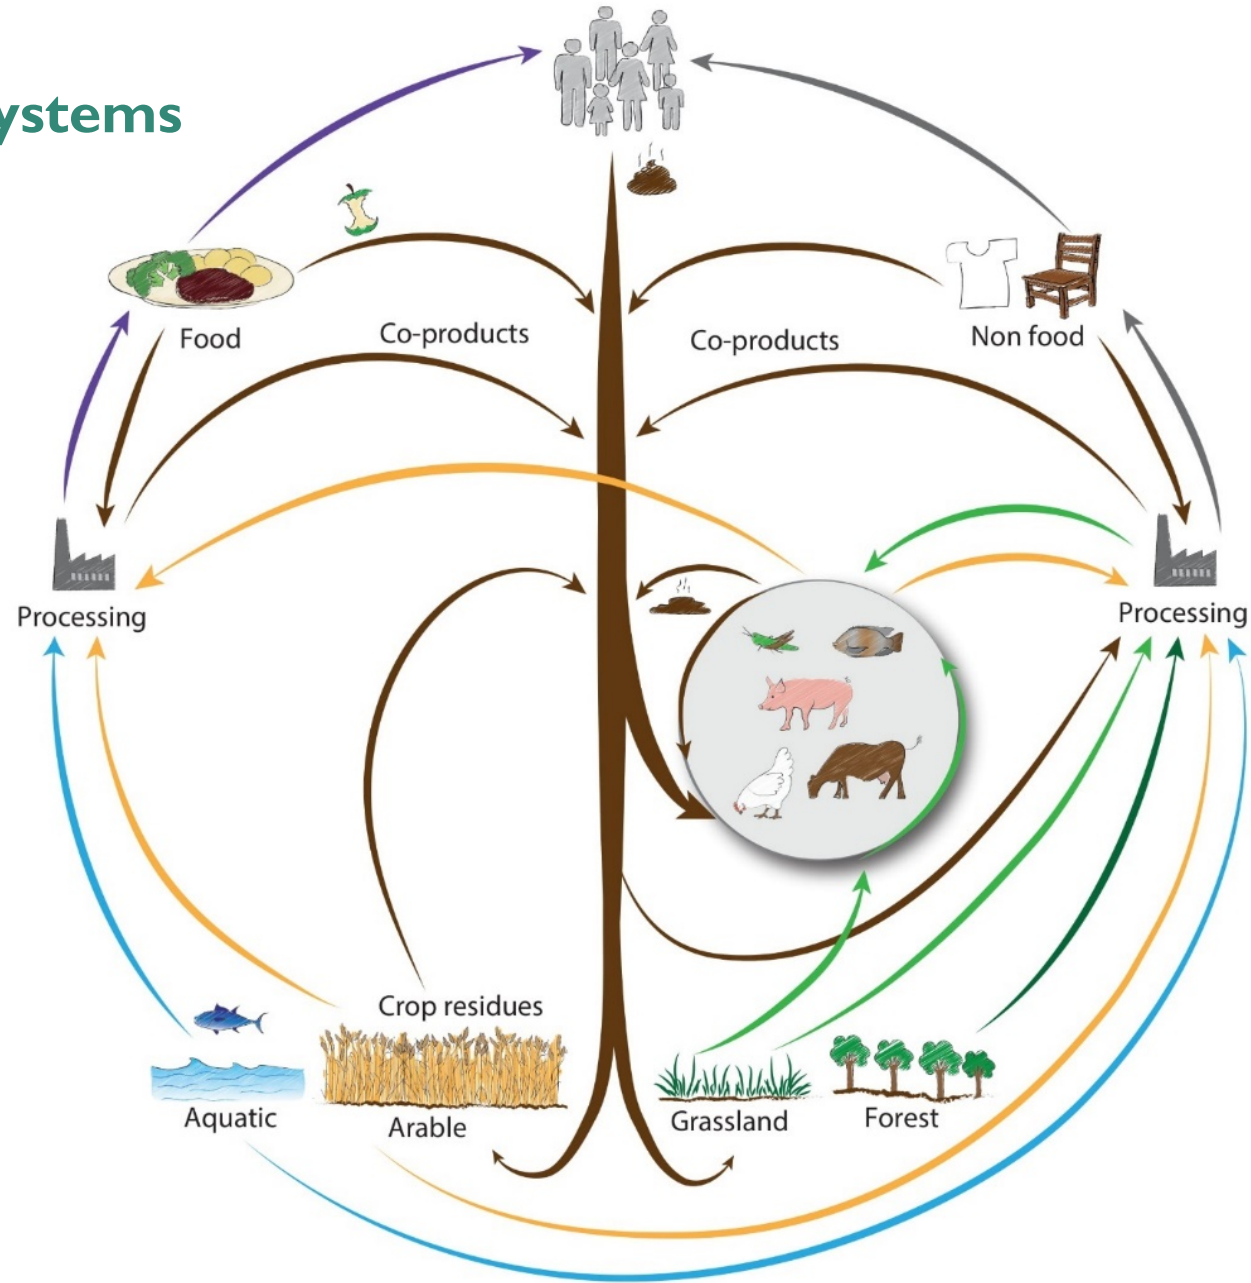 ystems
Food
Co-products
Co-products
Non food
Processing
Processing
Crop residues
Aquatic
Arable
Grassland
Forest